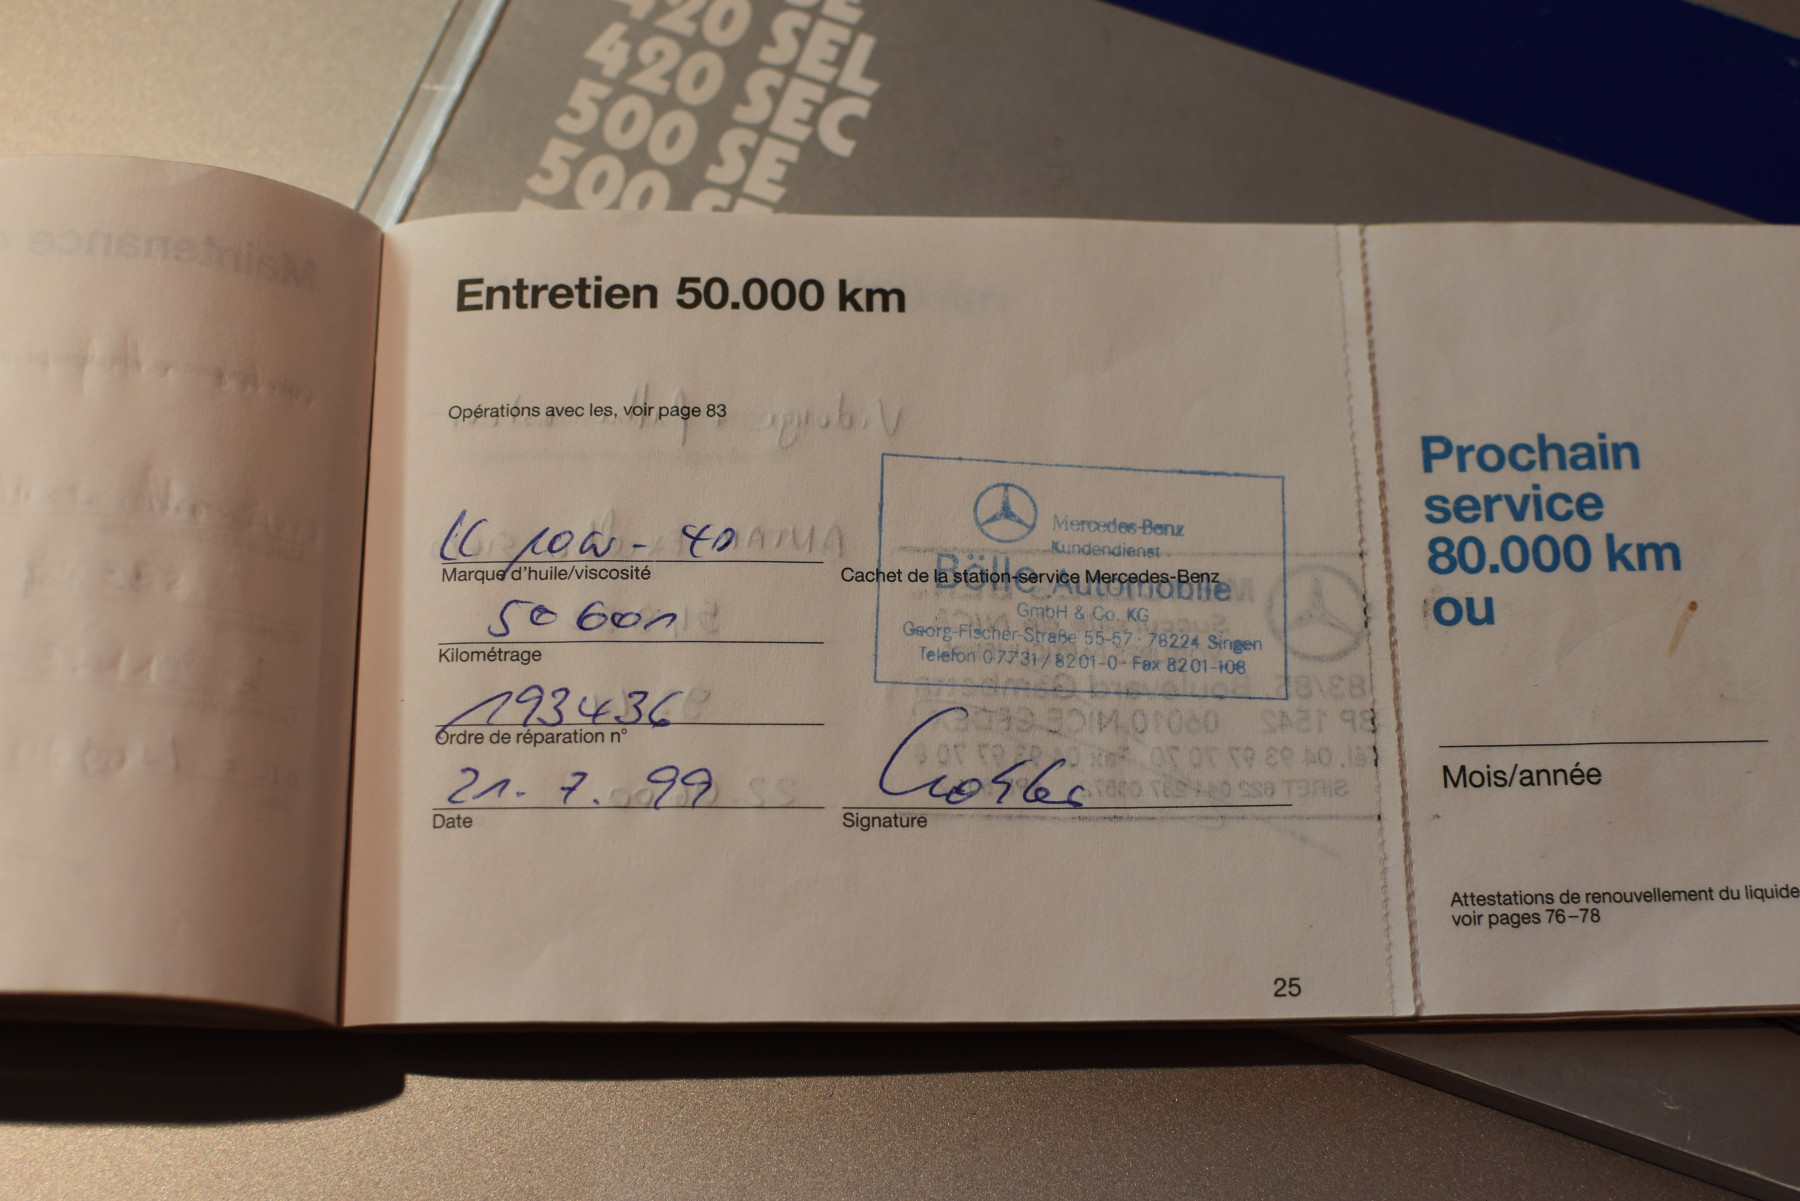 420 SEL
420 SEC
500 SE
500
Entretien 50.000 km
Opérations avec les, voir page 83
10W-40
Marque d'huile/viscosité
50 601
Kilométrage
193436
Ordre de réparation n°
21. 7. 99
Date
Mercedes-Benz
Kundendienst
Cachet de la station-service Mercedes-Benz
Bölle Automobile
GmbH & Co. KG
Georg-Fischer-Straße 55-57 · 78224 Singen
Telefon 07731/8201-0 · Fax 8201-108
Signature
25
Prochain
service
80.000 km
ou
Mois/année
Attestations de renouvellement du liquide
voir pages 76–78